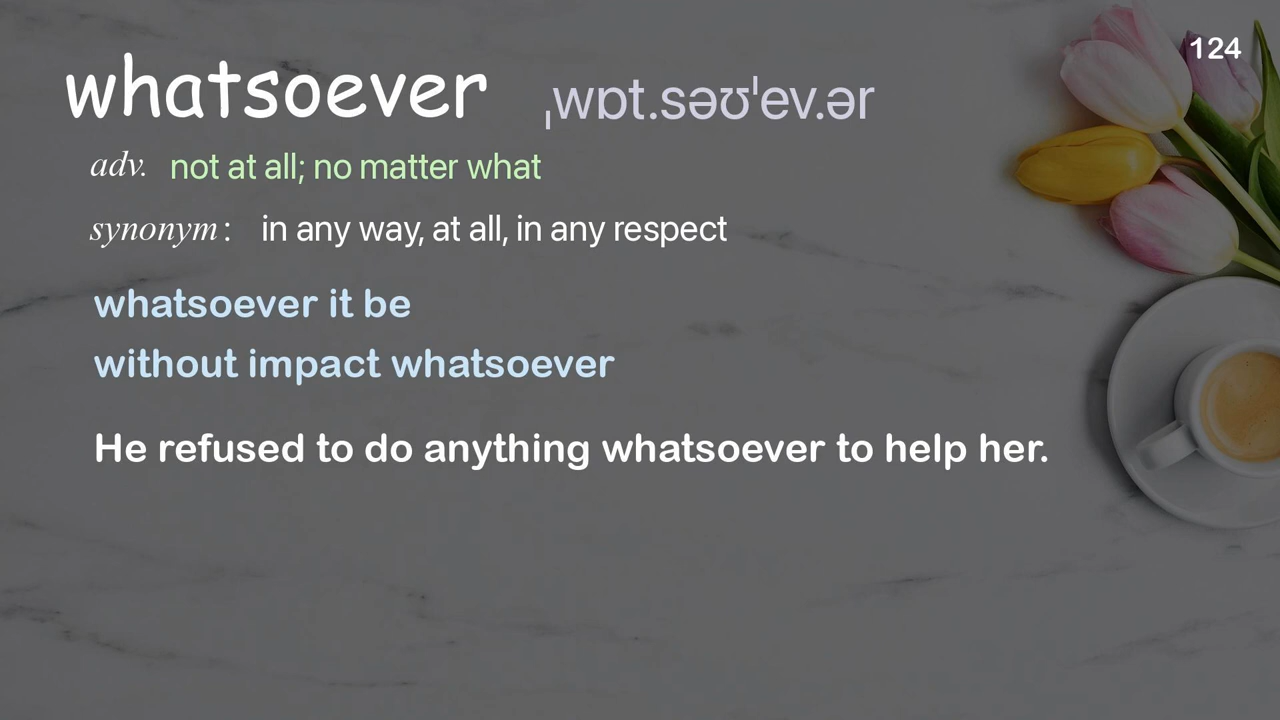 124
whatsoever ˌwɒt.səʊˈev.ər
adv. not at all; no matter what
synonym: in any way, at all, in any respect
whatsoever it be
without impact whatsoever
He refused to do anything whatsoever to help her.